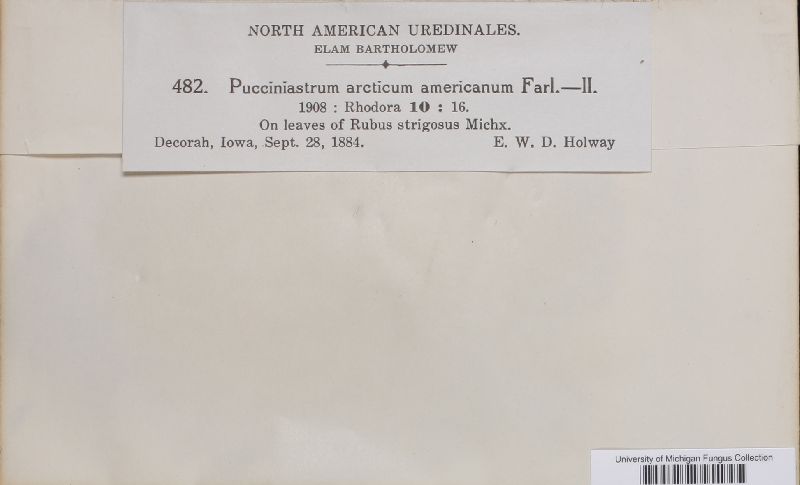 NORTH AMERICAN UREDINALES.
ELAM BARTHOLOMEW
482. Pucciniastrum arcticum americanum Farl.—II.
1908 : Rhodora 10 : 16.
On leaves of Rubus strigosus Michx.
Decorah, Iowa, Sept. 28, 1884. E. W. D. Holway
University of Michigan Fungus Collection